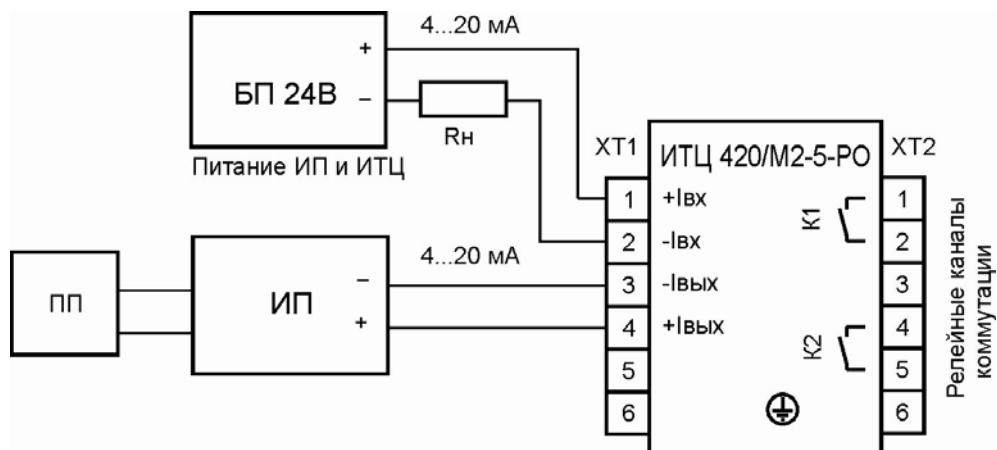 4...20 мА
+
БП 24В
–
Rн
Питание ИП и ИТЦ
XT1
ИТЦ 420/М2-5-РО
XT2
1
+Iвх
2
-Iвх
3
-Iвых
4
+Iвых
5
6
К1
К2
1
2
3
4
5
6
Релейные каналы
коммутации
4...20 мА
ПП
ИП
–
+